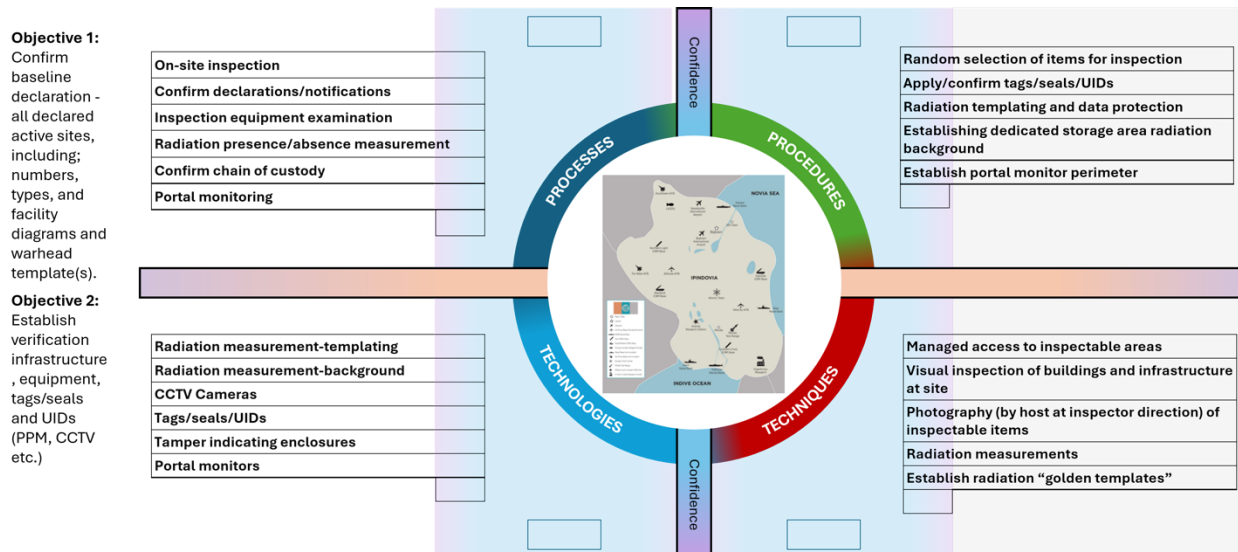 Objective 1:
Confirm
baseline
declaration -
all declared
active sites,
including;
numbers,
types, and
facility
diagrams and
warhead
template(s).
Objective 2:
Establish
verification
infrastructure
, equipment,
tags/seals
and UIDs
(PPM, CCTV
etc.)
On-site inspection
Confirm declarations/notifications
Inspection equipment examination
Radiation presence/absence measurement
Confirm chain of custody
Portal monitoring
Confidence
Random selection of items for inspection
Apply/confirm tags/seals/UIDs
Radiation templating and data protection
Establishing dedicated storage area radiation
background
Establish portal monitor perimeter
PROCESSES
PROCEDURES
NOVIA SEA
IPINDOVIA
INDIVE OCEAN
TECHNOLOGIES
TECHNIQUES
Radiation measurement-templating
Radiation measurement-background
CCTV Cameras
Tags/seals/UIDs
Tamper indicating enclosures
Portal monitors
Confidence
Managed access to inspectable areas
Visual inspection of buildings and infrastructure
at site
Photography (by host at inspector direction) of
inspectable items
Radiation measurements
Establish radiation “golden templates”